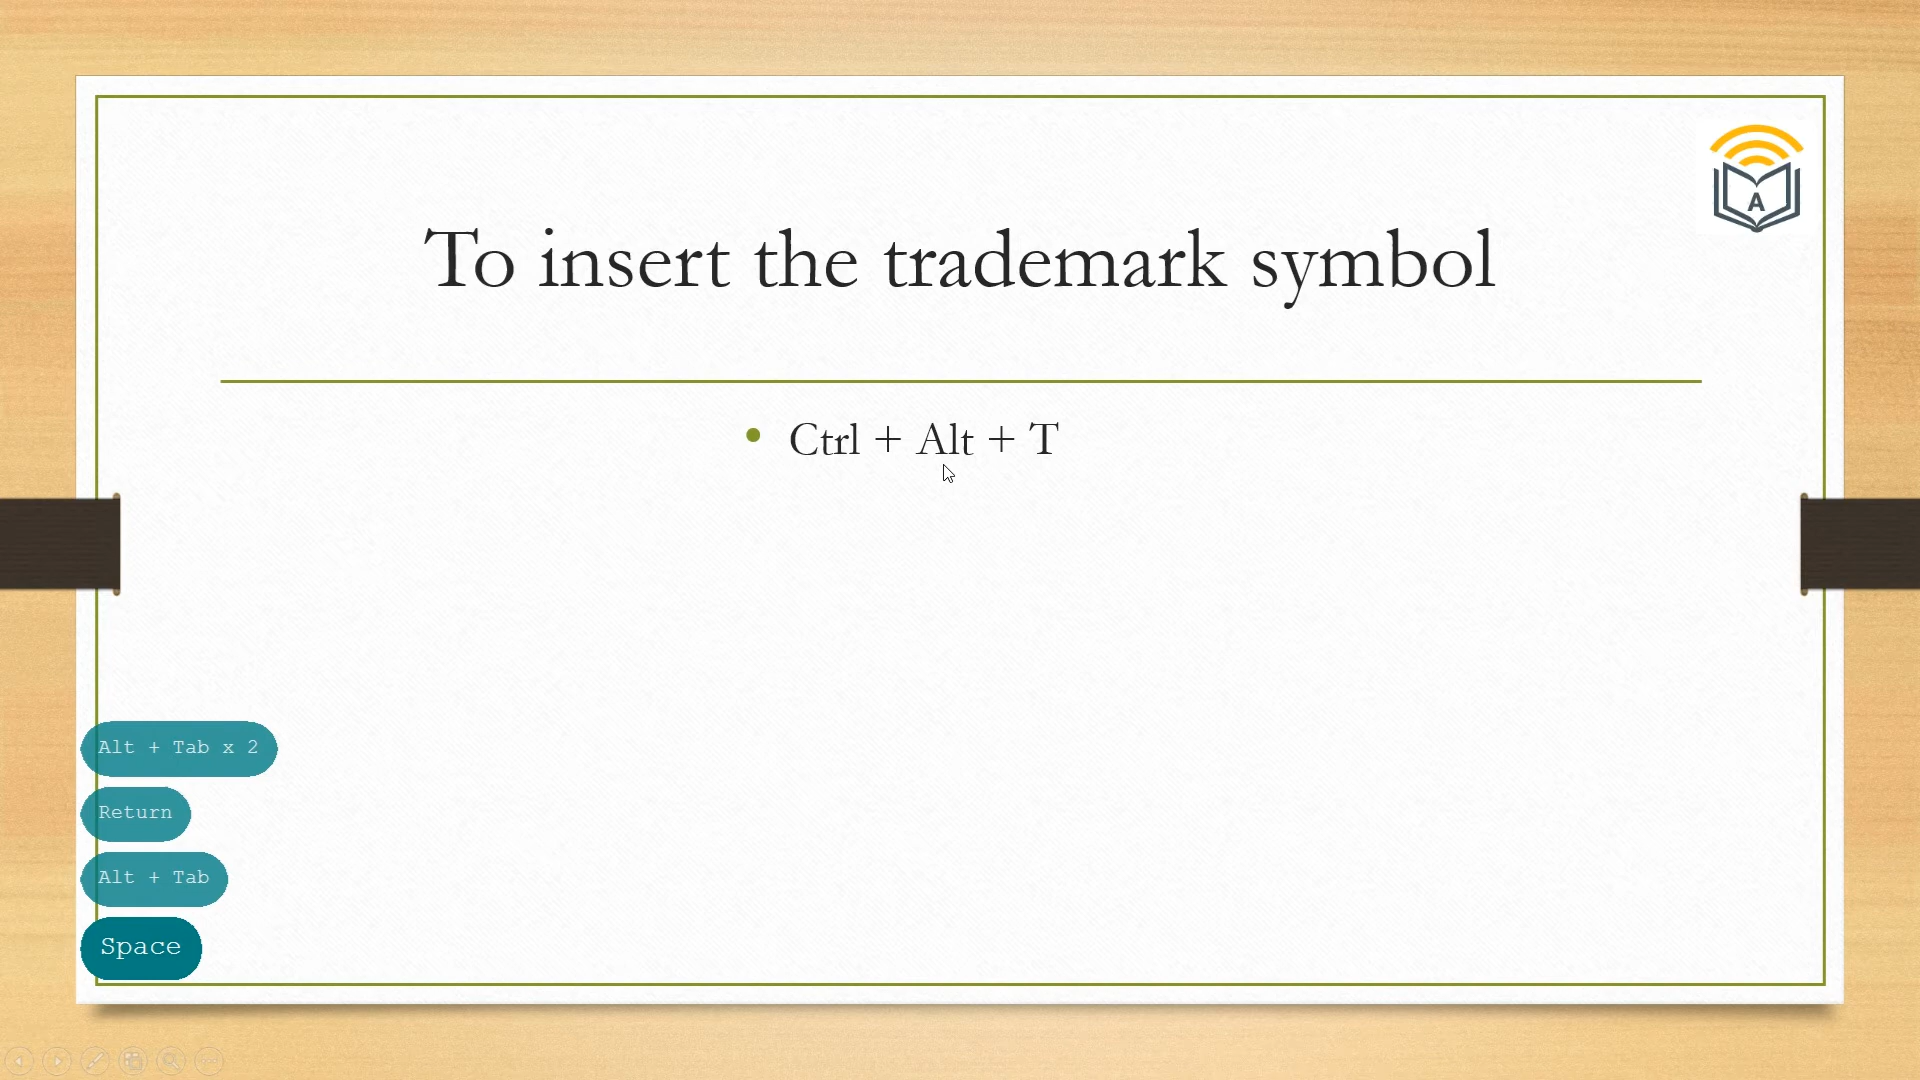 A
To insert the trademark symbol
• Ctrl + Alt + T
Alt + Tab x 2
Return
Alt + Tab
Space